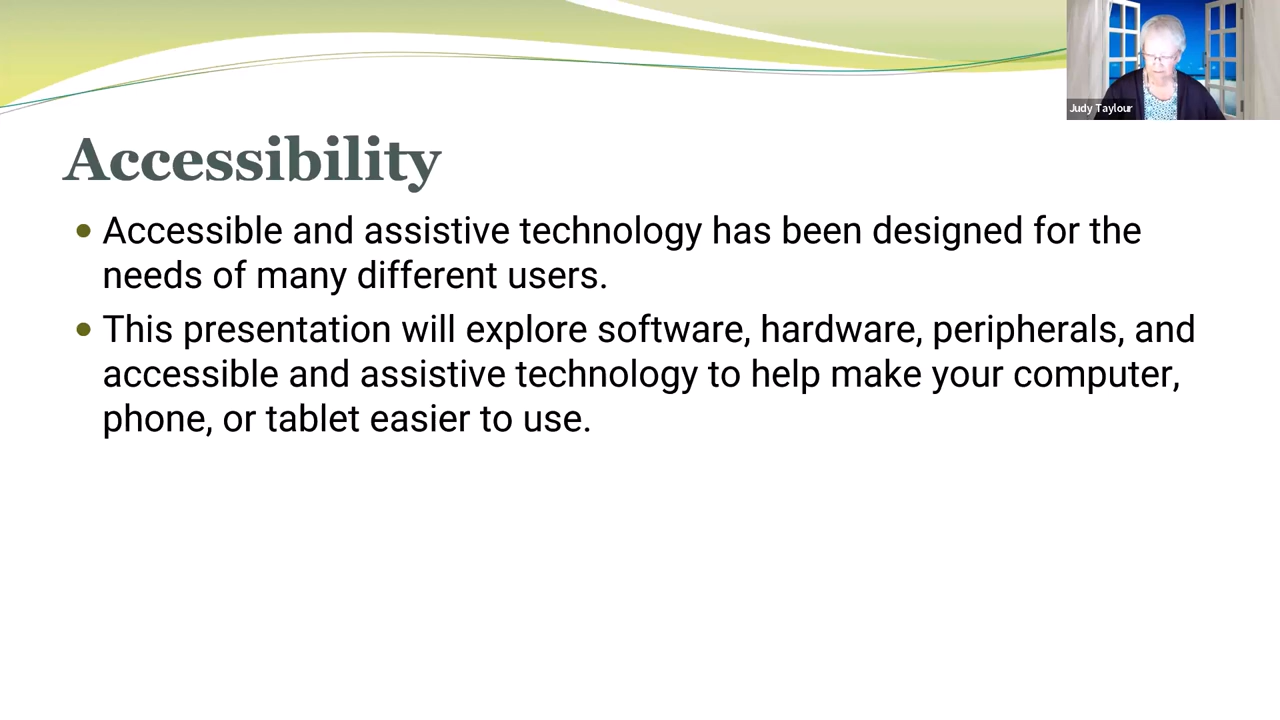 Judy Taylour
Accessibility
• Accessible and assistive technology has been designed for the
needs of many different users.
• This presentation will explore software, hardware, peripherals, and
accessible and assistive technology to help make your computer,
phone, or tablet easier to use.